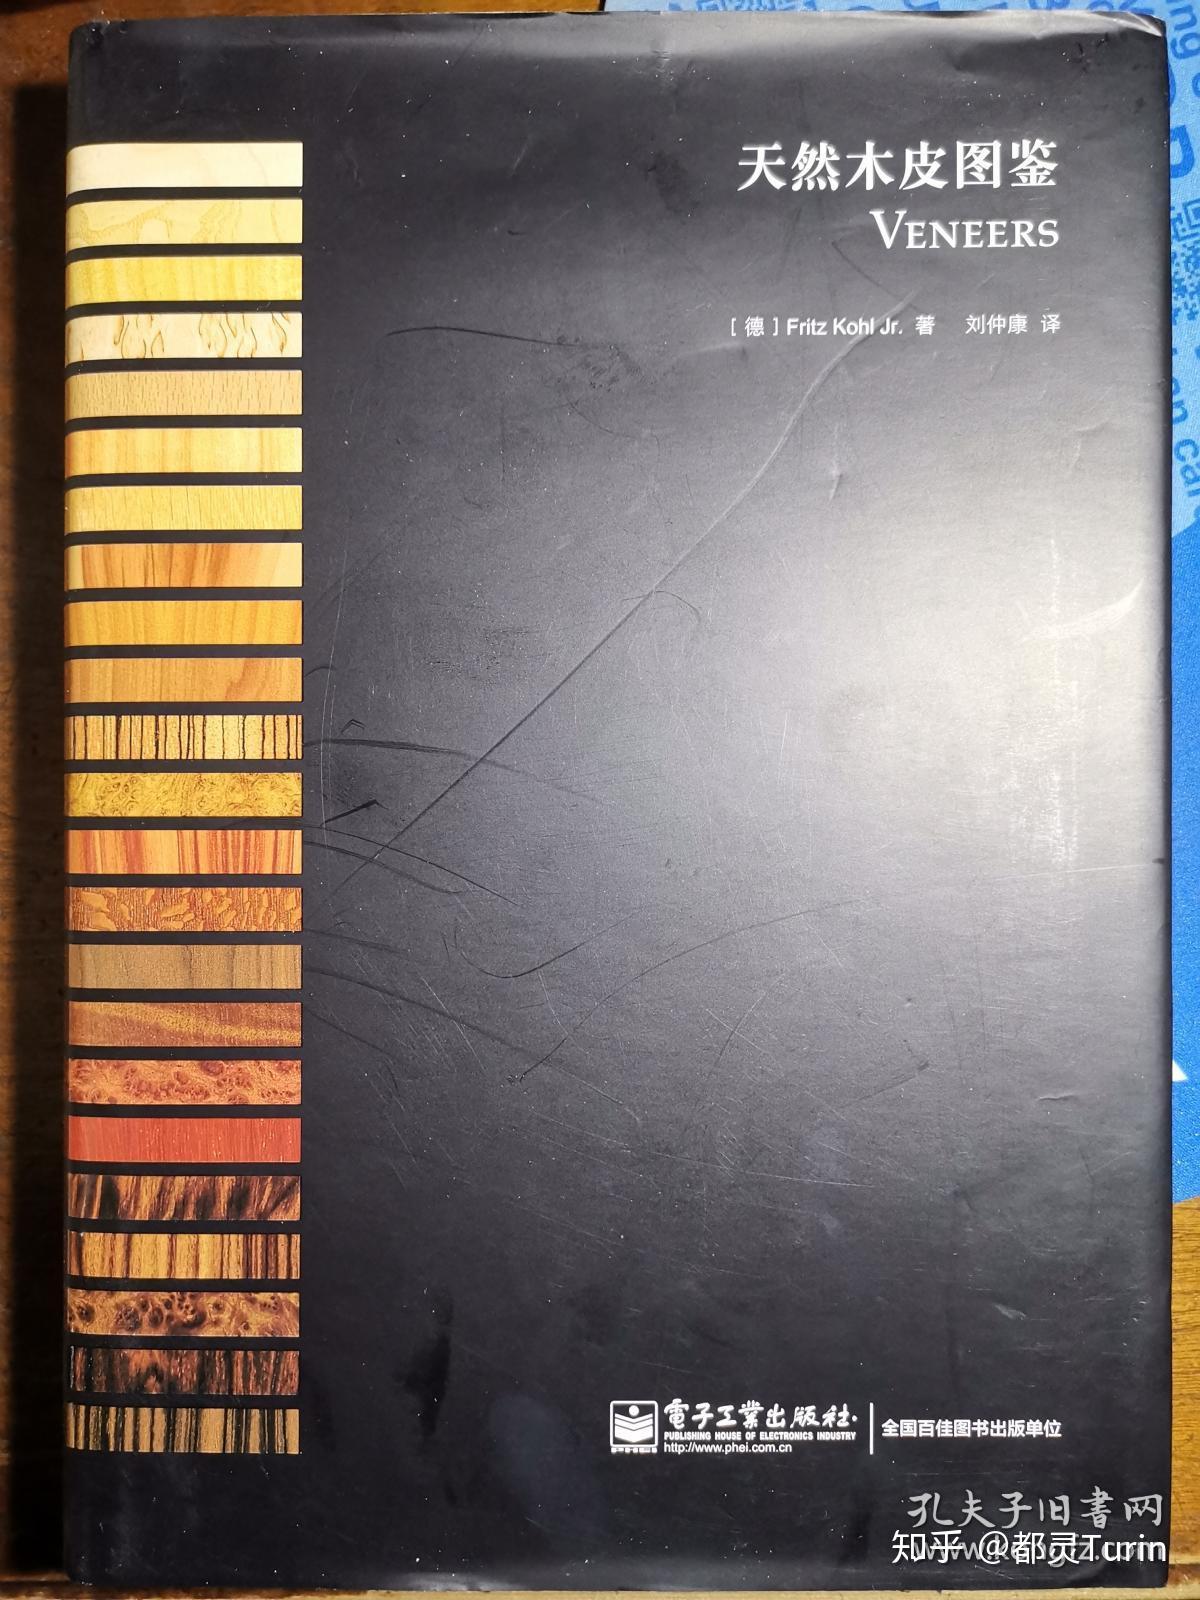 天然木皮图鉴
VENEERS
[ 德 ] Fritz Kohl Jr. 著 刘仲康 译
PHEI
電子工業出版社·
PUBLISHING HOUSE OF ELECTRONICS INDUSTRY
http://www.phei.com.cn
全国百佳图书出版单位
孔夫子旧書网
知乎 @都灵Turin